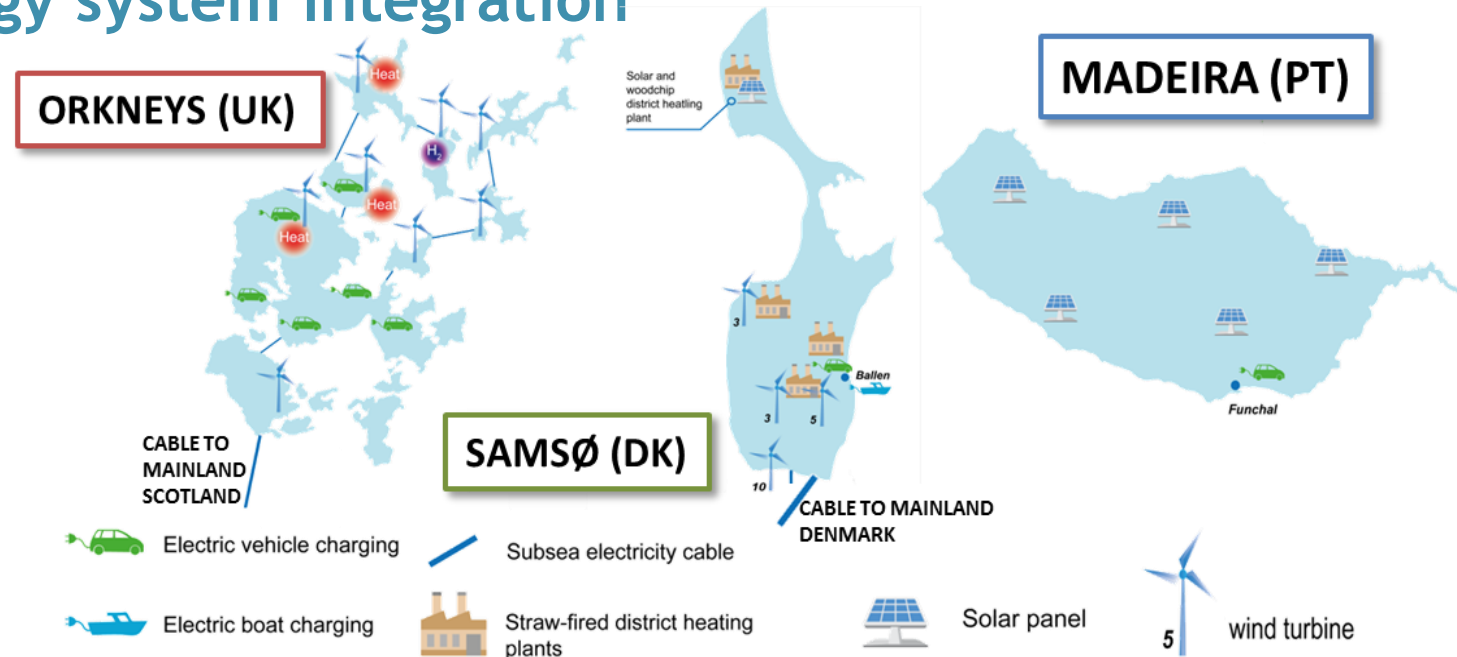 gy system integration
ORKNEYS (UK)
Heat
H2
Heat
Heat
CABLE TO
MAINLAND
SCOTLAND
Solar and
woodchip
district heatling
plant
3
Ballen
3
5
10
SAMSØ (DK)
CABLE TO MAINLAND
DENMARK
MADEIRA (PT)
Funchal
Electric vehicle charging
Subsea electricity cable
Electric boat charging
Straw-fired district heating
plants
Solar panel
5
wind turbine